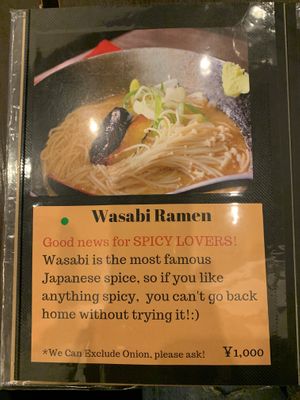 Wasabi Ramen
Good news for SPICY LOVERS!
Wasabi is the most famous
Japanese spice, so if you like
anything spicy, you can't go back
home without trying it!:)
*We Can Exclude Onion, please ask! ¥1,000